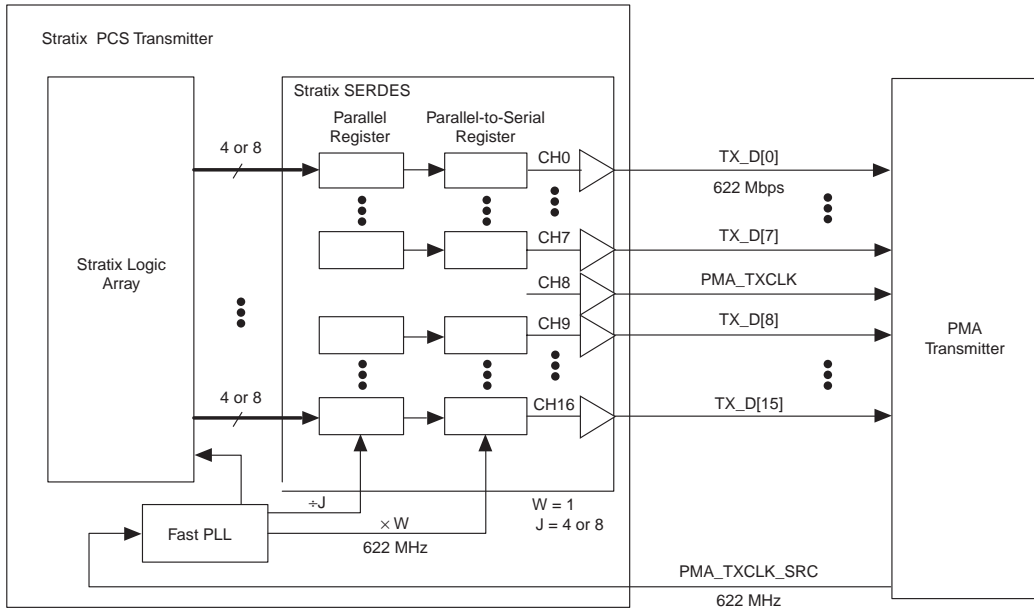 Stratix PCS Transmitter
Stratix SERDES
Parallel
Register
Parallel-to-Serial
Register
4 or 8
CH0
TX_D[0]
622 Mbps
CH7
TX_D[7]
Stratix Logic
Array
CH8
PMA_TXCLK
CH9
TX_D[8]
PMA
Transmitter
4 or 8
CH16
TX_D[15]
÷J
W = 1
J = 4 or 8
Fast PLL
× W
622 MHz
PMA_TXCLK_SRC
622 MHz